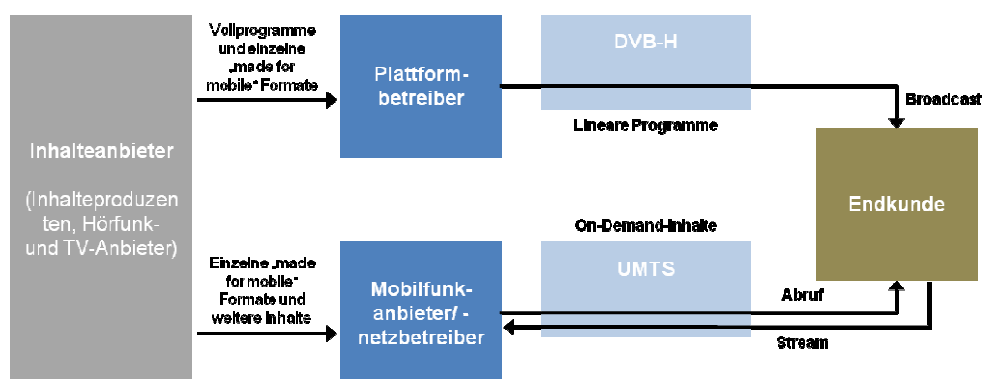 Inhalteanbieter
(Inhalteproduzen
ten, Hörfunk-
und TV-Anbieter)
Vollprogramme
und einzelne
„made for
mobile“ Formate
Plattform-
betreiber
DVB-H
Lineare Programme
Broadcast
Endkunde
Einzelne „made
for mobile“
Formate und
weitere Inhalte
Mobilfunk-
anbieter/ -
netzbetreiber
On-Demand-Inhalte
UMTS
Abruf
Stream